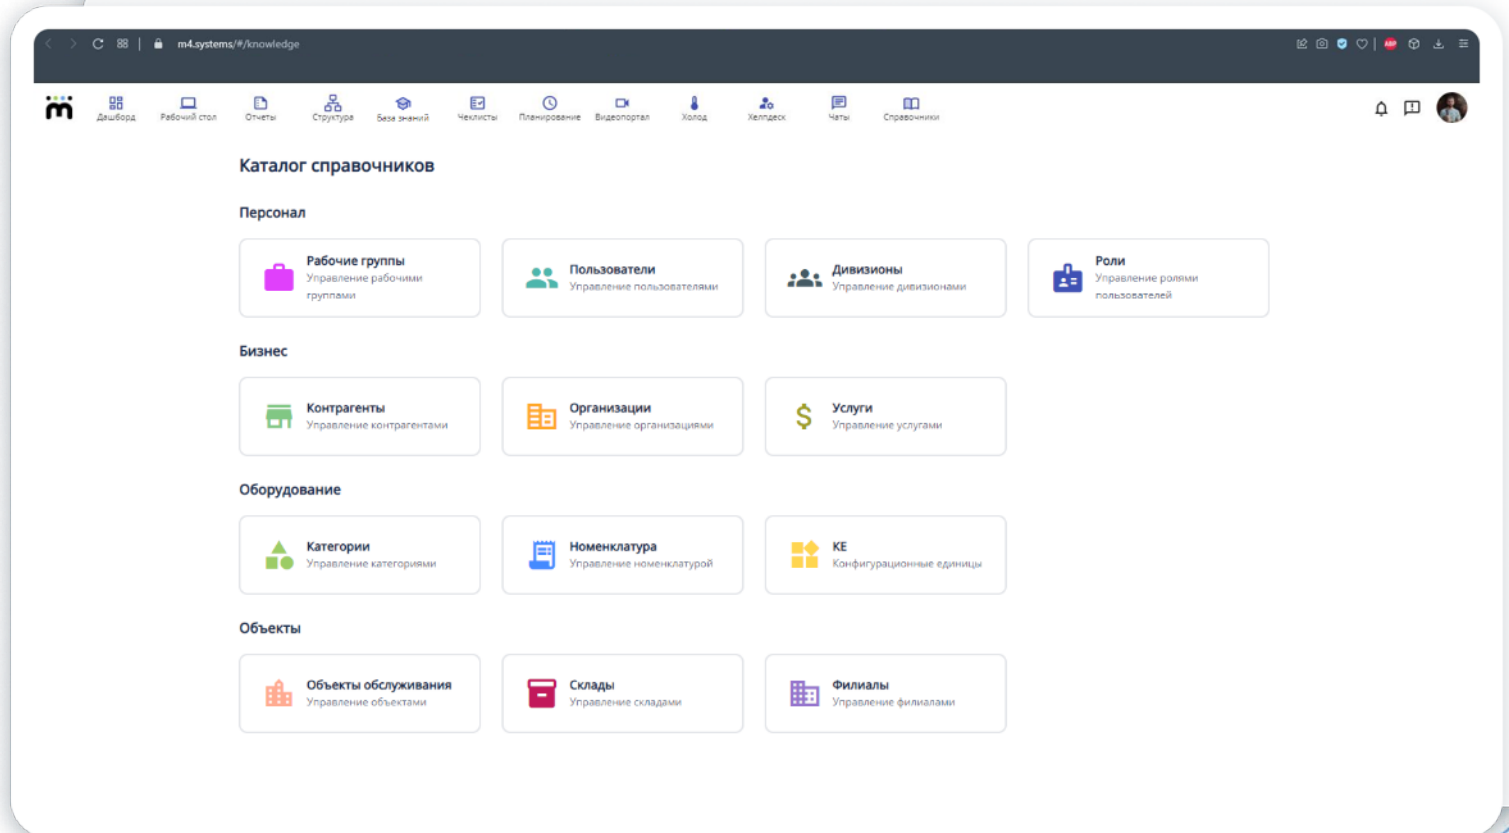 m4.systems/#/knowledge
ABP
m
Дашборд
Рабочий стол
Отчеты
Структура
База знаний
Чеклисты
Планирование
Видеопортал
Холод
Хелпдеск
Чаты
Справочники
Каталог справочников
Персонал
Рабочие группы
Управление рабочими
группами
Пользователи
Управление пользователями
Дивизионы
Управление дивизионами
Роли
Управление ролями
пользователей
Бизнес
Контрагенты
Управление контрагентами
Организации
Управление организациями
Услуги
Управление услугами
Оборудование
Категории
Управление категориями
Номенклатура
Управление номенклатурой
КЕ
Конфигурационные единицы
Объекты
Объекты обслуживания
Управление объектами
Склады
Управление складами
Филиалы
Управление филиалами